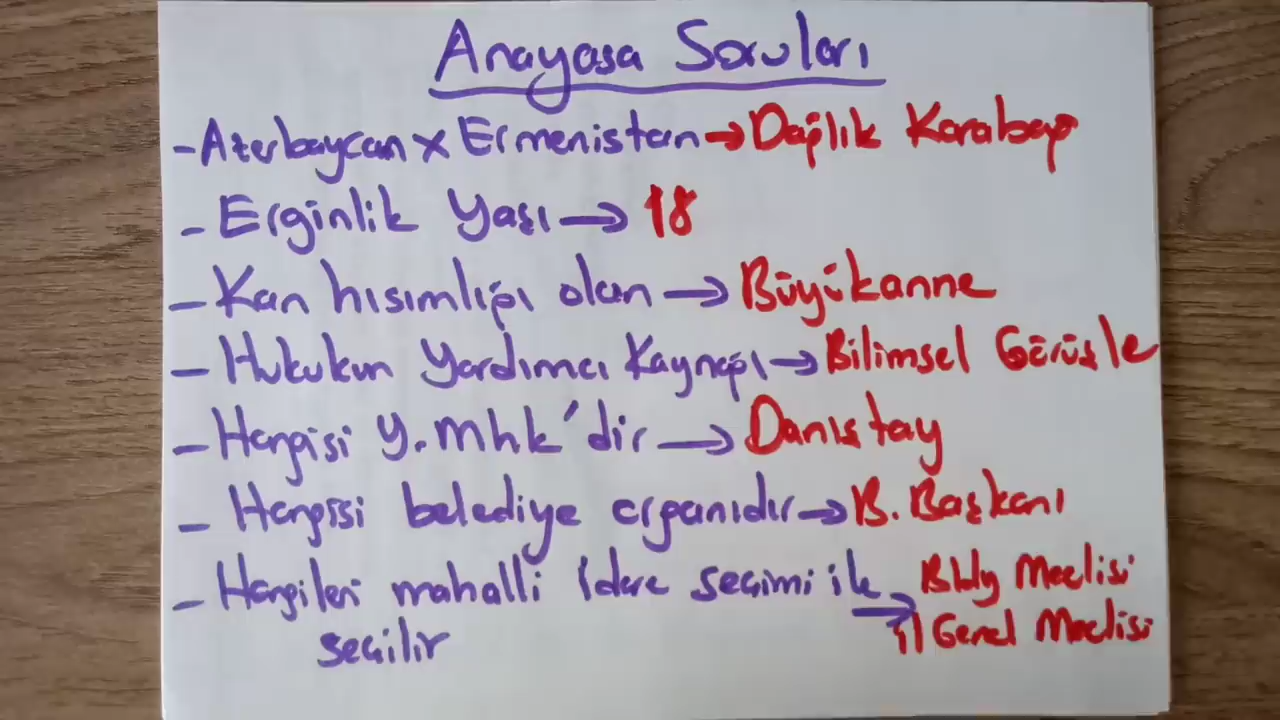 Anayasa Soruları
- Azerbaycan x Ermenistan → Dağlık Karabağ
- Erginlik Yaşı → 18
- Kan hısımlığı olan → Büyükanne
- Hukukun Yardımcı Kaynağı → Bilimsel Görüşle
- Hangisi Y.mhk'dir → Danıştay
- Hangisi belediye organıdır → B. Başkanı
- Hangileri mahalli idare seçimi ile → Bldy Meclisi
seçilir İl Genel Meclisi